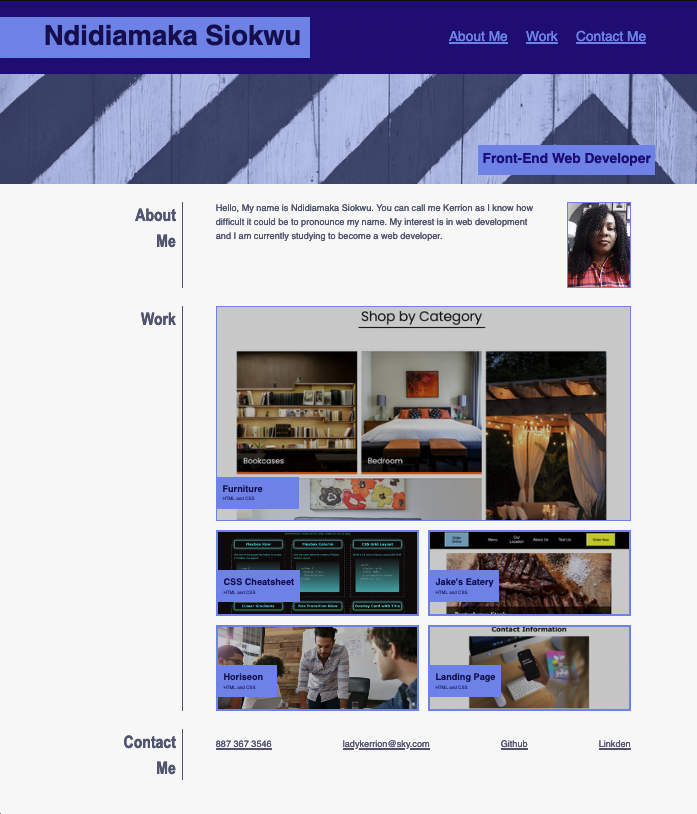 Ndidiamaka Siokwu
About Me Work Contact Me
Front-End Web Developer
About
Me
Hello, My name is Ndidiamaka Siokwu. You can call me Kerrion as I know how
difficult it could be to pronounce my name. My interest is in web development
and I am currently studying to become a web developer.
Work
Shop by Category
Bookcases
Bedroom
Furniture
HTML and CSS
Flexbox Row Flexbox Column CSS Grid Layout
CSS Cheatsheet
HTML and CSS
Linear Gradients Box Transition Glow Overlay Card with Title
Order Online Menu Our Location About Us Text Us Order Now
Jake's Eatery
HTML and CSS
Horiseon
HTML and CSS
Contact Information
Landing Page
HTML and CSS
Contact
Me
887 367 3546 ladykerrion@sky.com Github Linkden